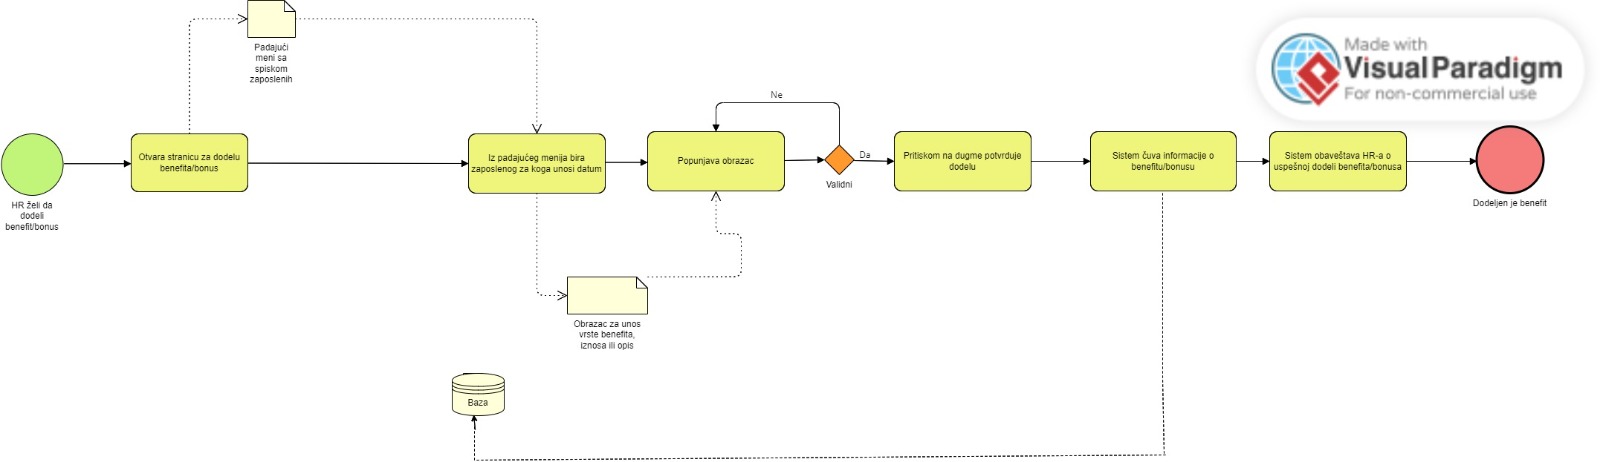 Made with
Visual Paradigm
For non-commercial use
Padajući
meni sa
spiskom
zaposlenih
Ne
HR želi da
dodeli
benefit/bonus
Otvara stranicu za dodelu
benefita/bonus
Iz padajućeg menija bira
zaposlenog za koga unosi datum
Popunjava obrazac
Validni
Da
Pritiskom na dugme potvrduje
dodelu
Sistem čuva informacije o
benefitu/bonusu
Sistem obaveštava HR-a o
uspešnoj dodeli benefita/bonusa
Dodeljen je benefit
Obrazac za unos
vrste benefita,
iznosa ili opis
Baza